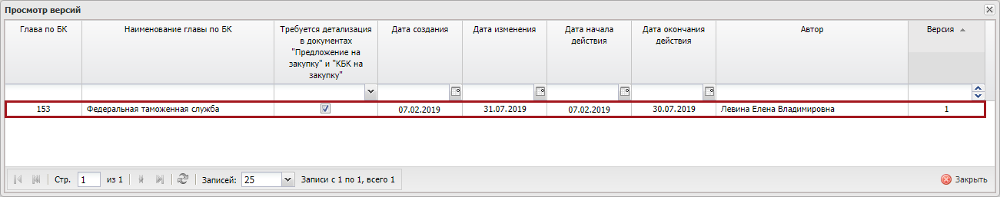 Просмотр версий
Глава по БК
Наименование главы по БК
Требуется детализация
в документах
"Предложение на
закупку" и "КБК на
закупку"
Дата создания
Дата изменения
Дата начала
действия
Дата окончания
действия
Автор
Версия
153 Федеральная таможенная служба 07.02.2019 31.07.2019 07.02.2019 30.07.2019 Левина Елена Владимировна 1
Стр. 1 из 1 Записей: 25 Записи с 1 по 1, всего 1 Закрыть